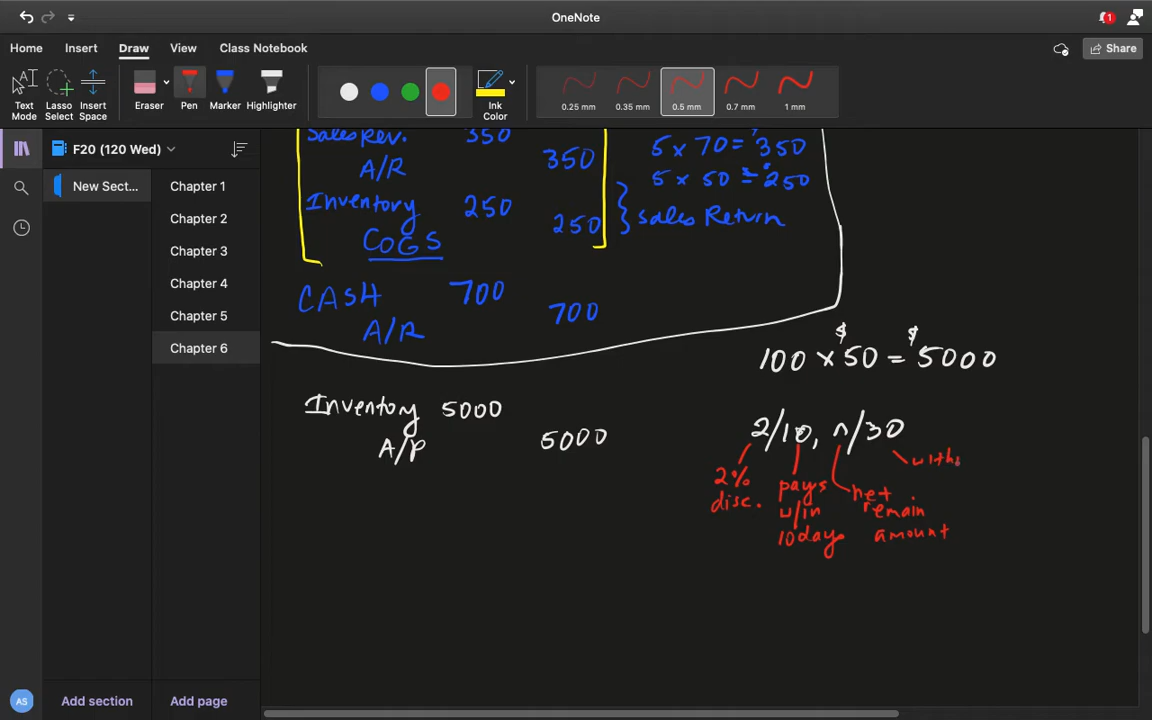 OneNote
1
Home Insert Draw View Class Notebook
Share
Text Mode
Lasso Select
Insert Space
Eraser
Pen
Marker
Highlighter
Ink Color
0.25 mm
0.35 mm
0.5 mm
0.7 mm
1 mm
F20 (120 Wed)
New Sect...
Chapter 1
Chapter 2
Chapter 3
Chapter 4
Chapter 5
Chapter 6
AS
Add section
Add page
Sales Rev. 350
A/R 350
Inventory 250
COGS 250
5 x 70 = $350
5 x 50 = $250
Sales Return
CASH 700
A/R 700
100 x $50 = $5000
Inventory 5000
A/P 5000
2/10, n/30
2% disc.
pays
w/in
10 days
net
remain
amount